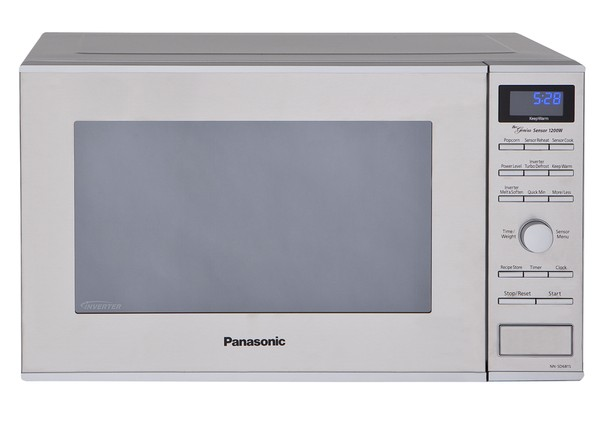 5:28
Keep Warm
the Genius Sensor 1200W
Popcorn Sensor Reheat Sensor Cook
Power Level Inverter Turbo Defrost Keep Warm
Inverter Melt/Soften Quick Min More/Less
Time/Weight Sensor Menu
Recipe Store Timer Clock
Stop/Reset Start
INVERTER
Panasonic